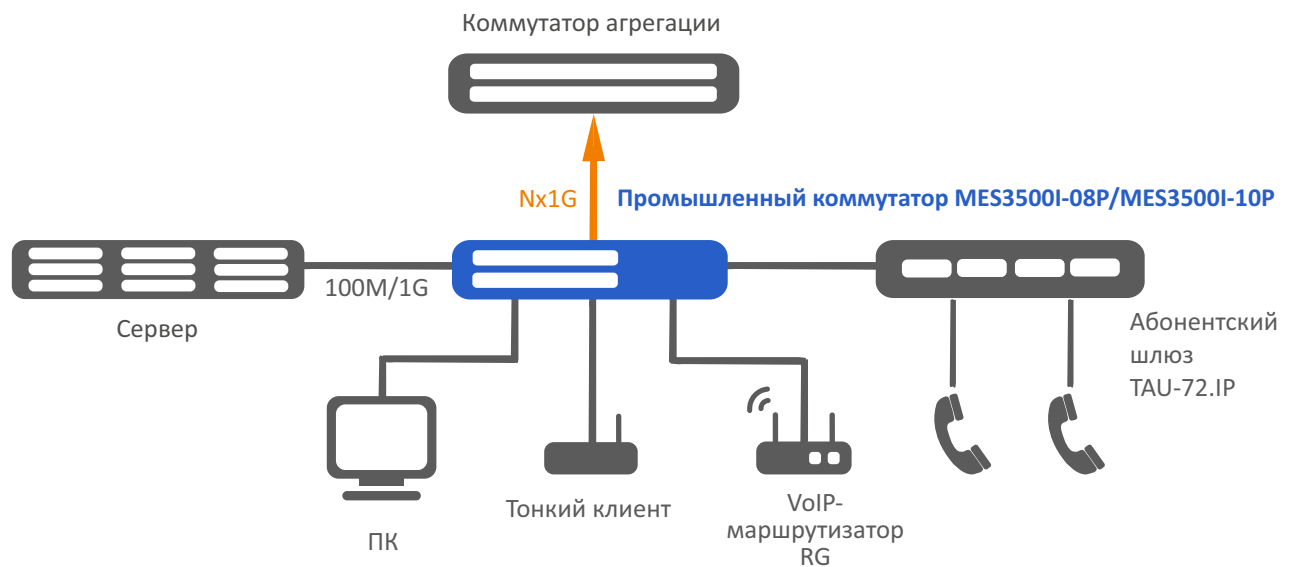 Коммутатор агрегации
Nx1G
Промышленный коммутатор MES3500I-08P/MES3500I-10P
100M/1G
Сервер
Абонентский
шлюз
TAU-72.IP
ПК
Тонкий клиент
VoIP-
маршрутизатор
RG